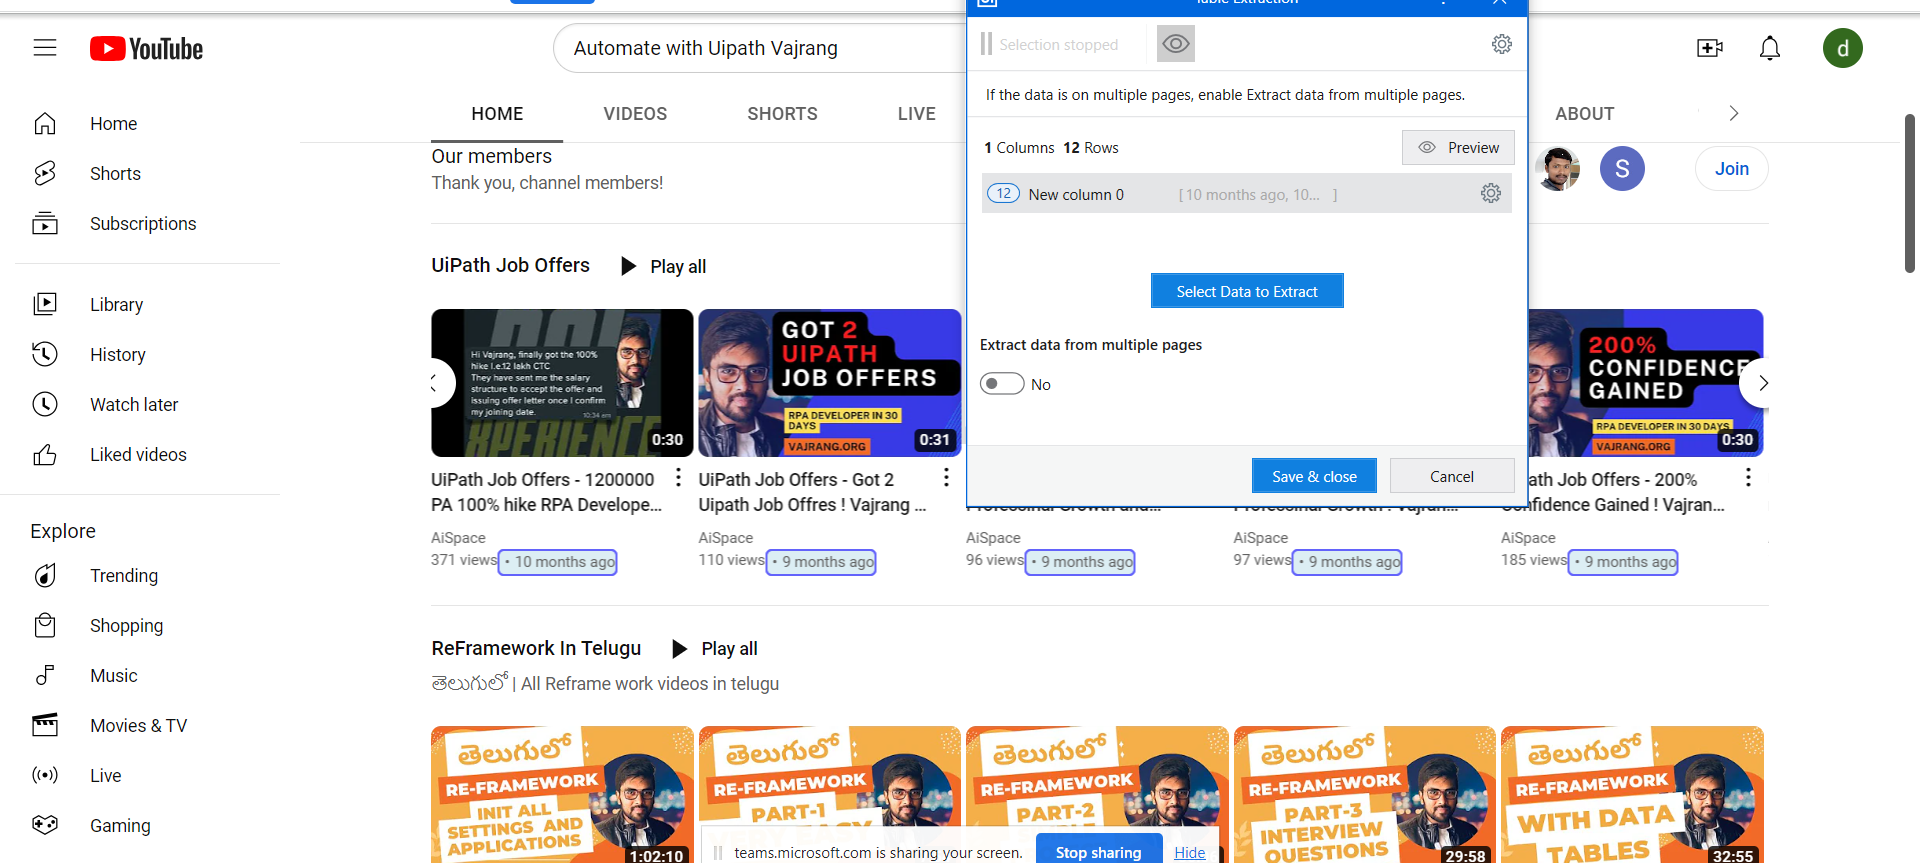 YouTube
Automate with Uipath Vajrang
d
HOME
VIDEOS
SHORTS
LIVE
ABOUT
Home
Shorts
Subscriptions
Library
History
Watch later
Liked videos
Explore
Trending
Shopping
Music
Movies & TV
Live
Gaming
Our members
Thank you, channel members!
S
Join
Table Extraction
Selection stopped
If the data is on multiple pages, enable Extract data from multiple pages.
1 Columns 12 Rows
Preview
12 New column 0 [ 10 months ago, 10... ]
Select Data to Extract
Extract data from multiple pages
No
Save & close
Cancel
UiPath Job Offers
Play all
Hi Vajrang, finally got the 100%
hike I.e.12 lakh CTC
They have sent me the salary
structure to accept the offer and
issuing offer letter once I confirm
my joining date.
10:34 am
XPERIENCE
0:30
UiPath Job Offers - 1200000
PA 100% hike RPA Develope...
AiSpace
371 views • 10 months ago
GOT 2
UIPATH
JOB OFFERS
RPA DEVELOPER IN 30
DAYS
VAJRANG.ORG
0:31
UiPath Job Offers - Got 2
Uipath Job Offres ! Vajrang ...
AiSpace
110 views • 9 months ago
Professinal Growth and...
AiSpace
96 views • 9 months ago
Professinal Growth ! Vajran...
AiSpace
97 views • 9 months ago
200%
CONFIDENCE
GAINED
RPA DEVELOPER IN 30 DAYS
VAJRANG.ORG
0:30
ath Job Offers - 200%
Confidence Gained ! Vajran...
AiSpace
185 views • 9 months ago
ReFramework In Telugu
Play all
తెలుగులో | All Reframe work videos in telugu
తెలుగులో
RE-FRAMEWORK
INIT ALL
SETTINGS AND
APPLICATIONS
1:02:10
తెలుగులో
RE-FRAMEWORK
PART-1
తెలుగులో
RE-FRAMEWORK
PART-2
తెలుగులో
RE-FRAMEWORK
PART-3
INTERVIEW
QUESTIONS
29:58
తెలుగులో
RE-FRAMEWORK
WITH DATA
TABLES
32:55
teams.microsoft.com is sharing your screen.
Stop sharing
Hide